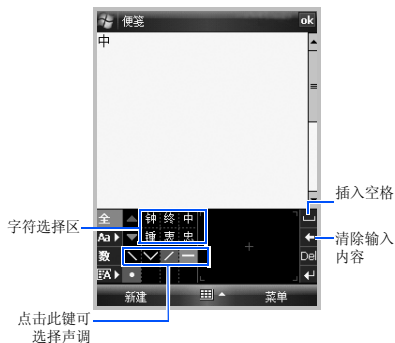 便笺
ok
中
插入空格
全 钟 终 中
字符选择区
Aa 锺 衷 忠
清除输入
内容
数
Del
新建
菜单
点击此键可
选择声调